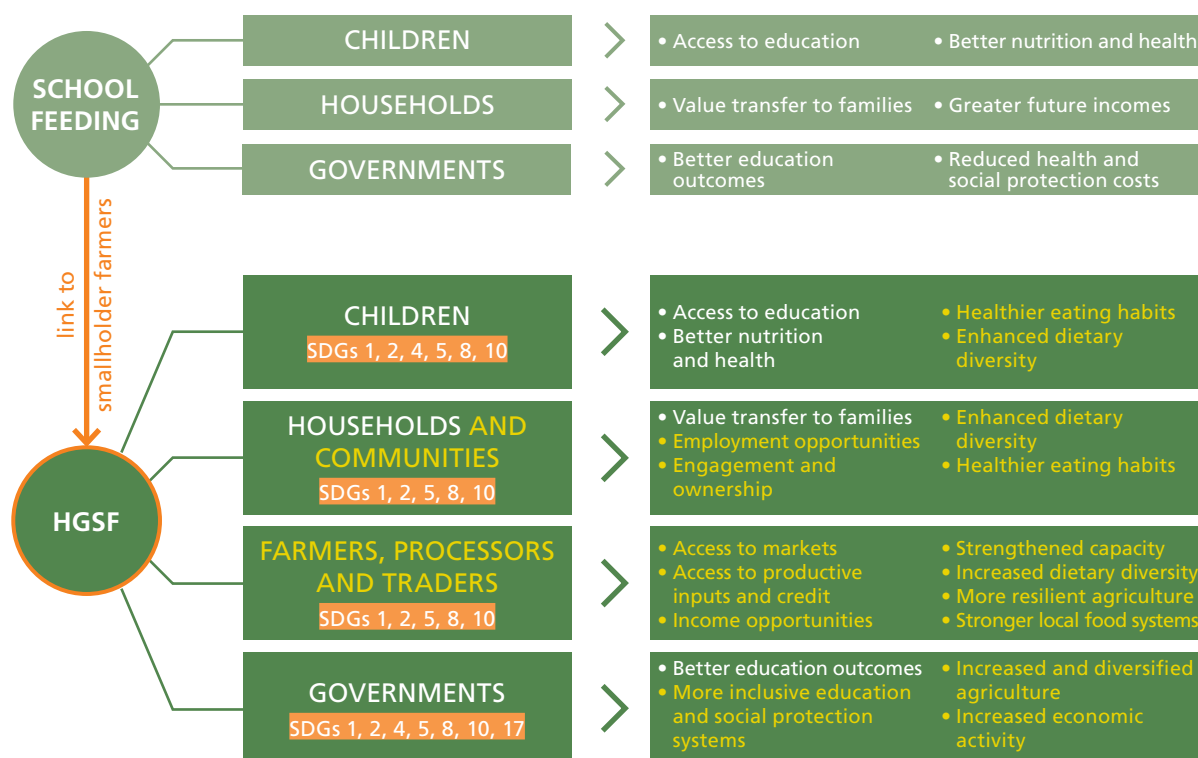 SCHOOL
FEEDING
CHILDREN
• Access to education
• Better nutrition and health
HOUSEHOLDS
• Value transfer to families
• Greater future incomes
GOVERNMENTS
• Better education
outcomes
• Reduced health and
social protection costs
link to
smallholder farmers
HGSF
CHILDREN
SDGs 1, 2, 4, 5, 8, 10
• Access to education
• Better nutrition
and health
• Healthier eating habits
• Enhanced dietary
diversity
HOUSEHOLDS AND
COMMUNITIES
SDGs 1, 2, 5, 8, 10
• Value transfer to families
• Employment opportunities
• Engagement and
ownership
• Enhanced dietary
diversity
• Healthier eating habits
FARMERS, PROCESSORS
AND TRADERS
SDGs 1, 2, 5, 8, 10
• Access to markets
• Access to productive
inputs and credit
• Income opportunities
• Strengthened capacity
• Increased dietary diversity
• More resilient agriculture
• Stronger local food systems
GOVERNMENTS
SDGs 1, 2, 4, 5, 8, 10, 17
• Better education outcomes
• More inclusive education
and social protection
systems
• Increased and diversified
agriculture
• Increased economic
activity